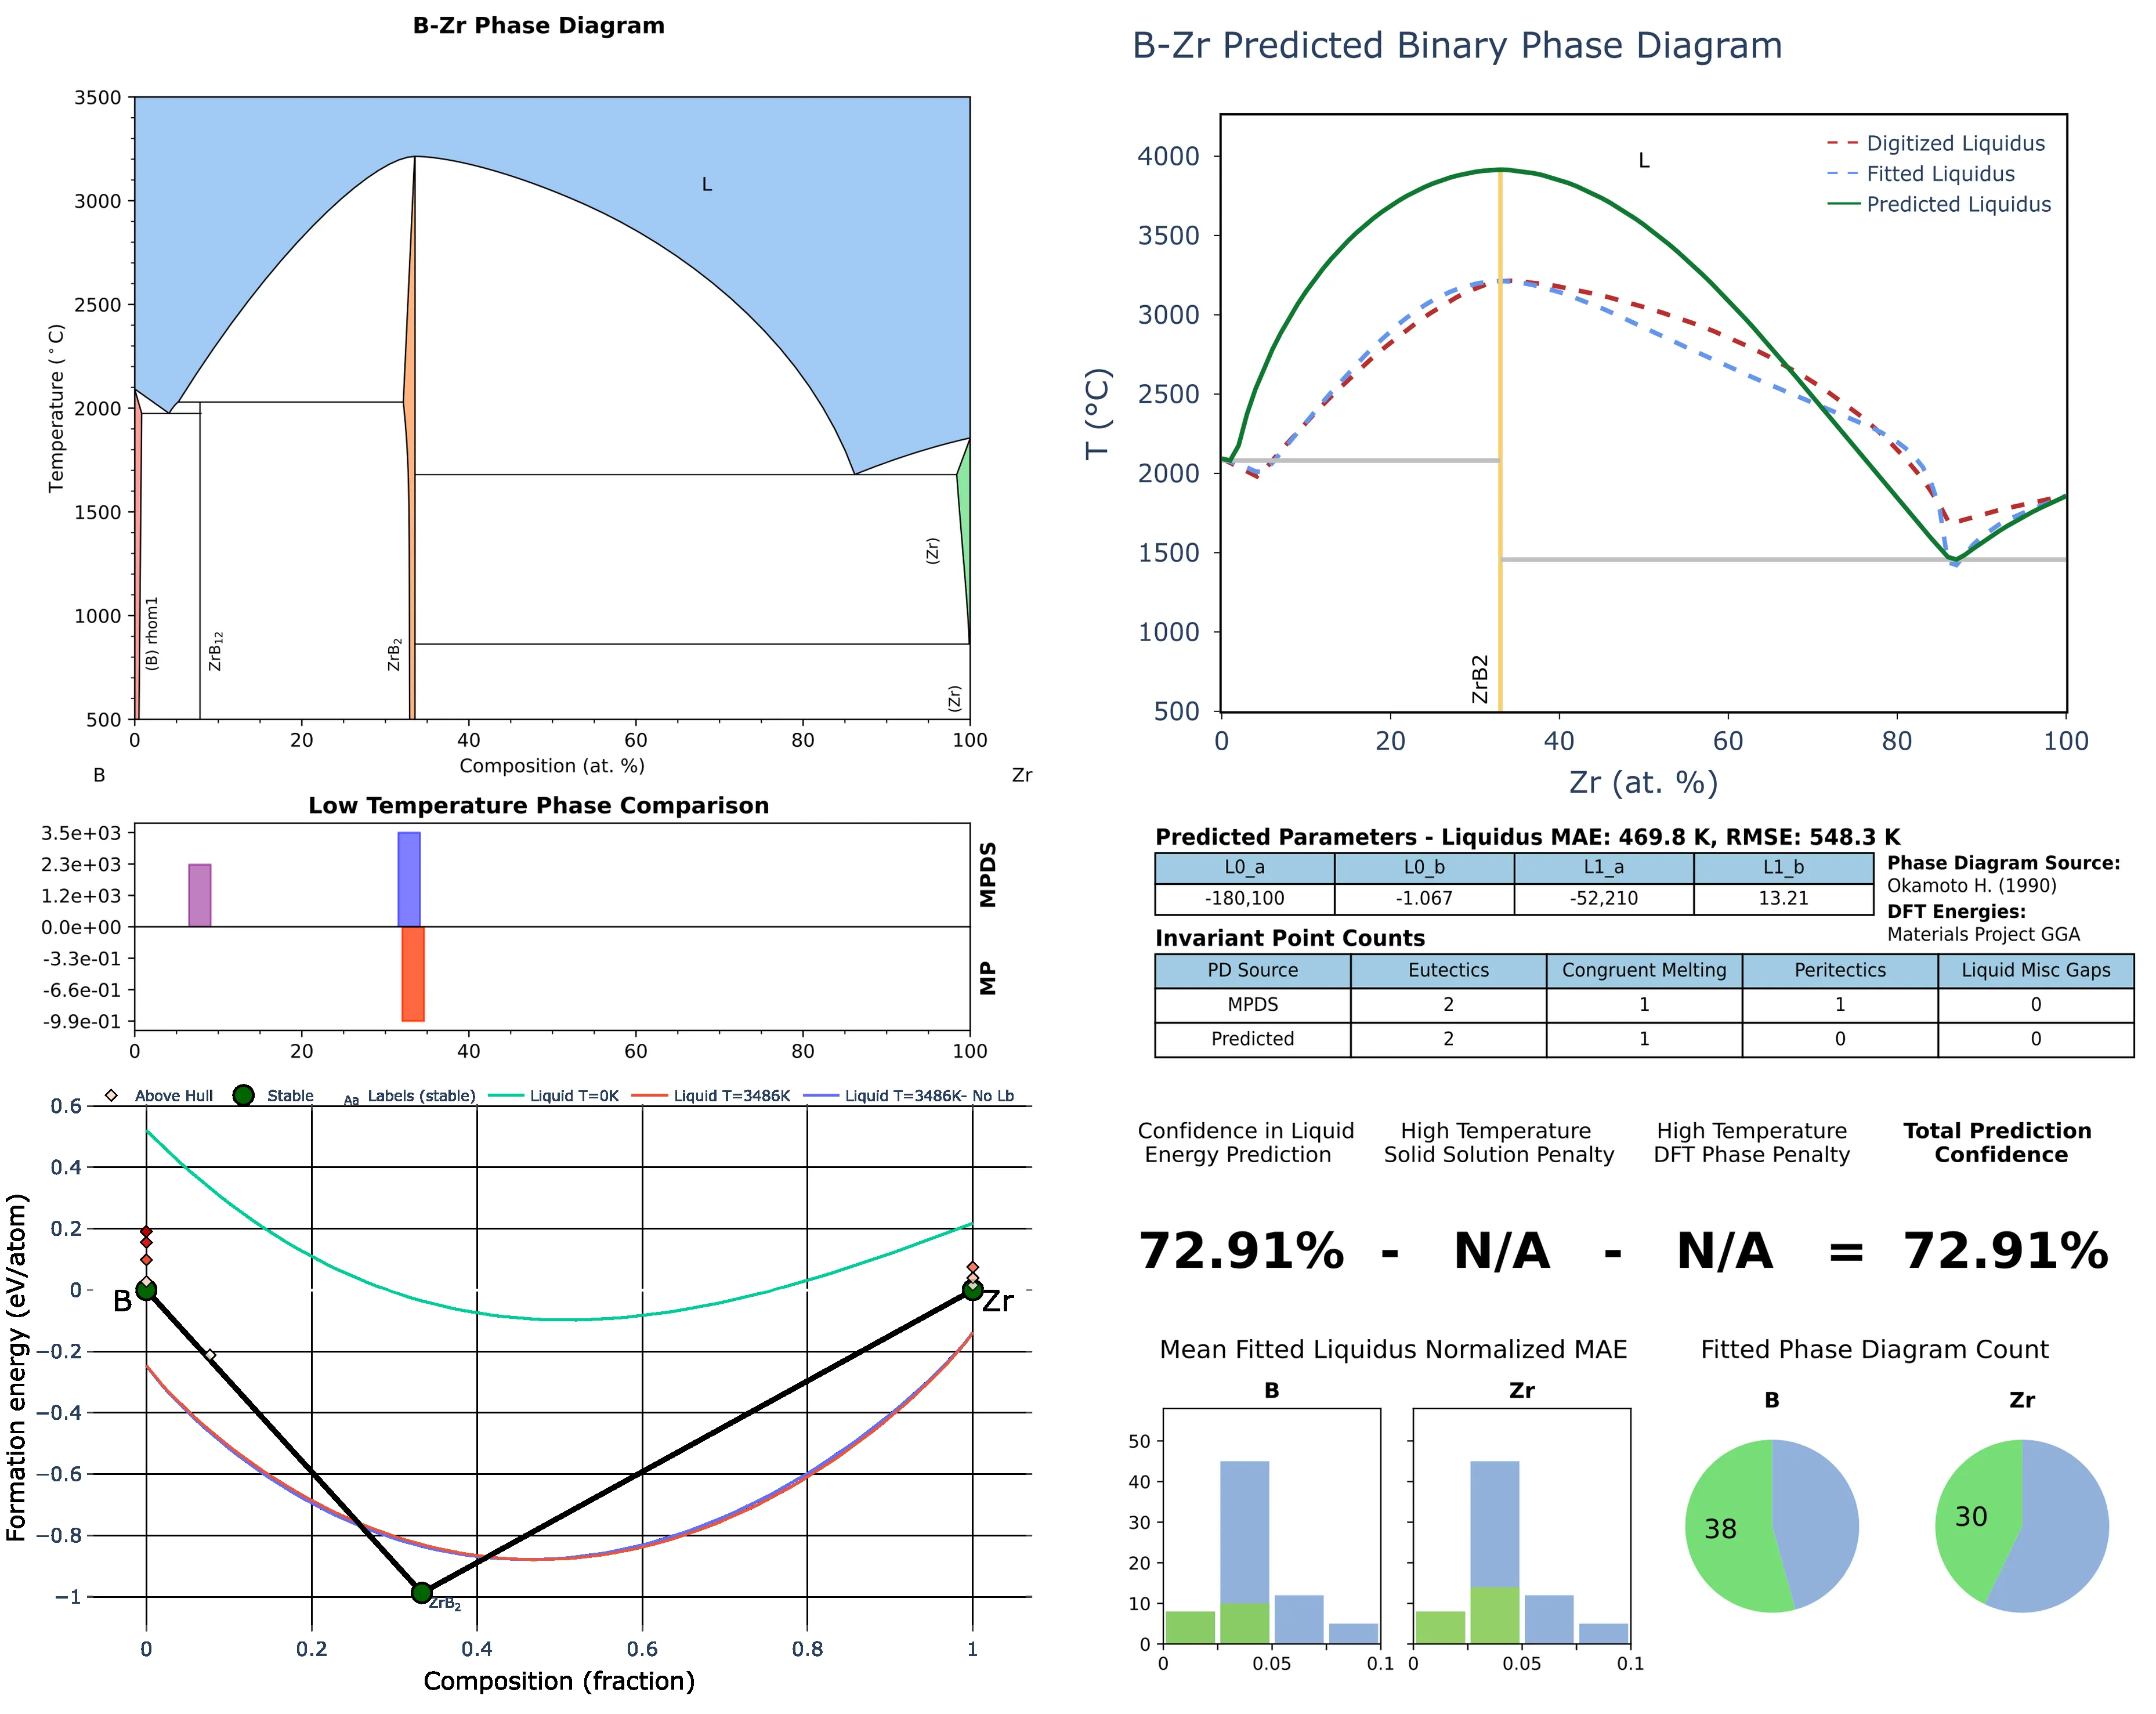 B-Zr Phase Diagram
3500
3000
2500
2000
1500
1000
500
Temperature (°C)
L
(B) rhom1
ZrB12
ZrB2
(Zr)
(Zr)
0 20 40 60 80 100
Composition (at. %)
B Zr
Low Temperature Phase Comparison
3.5e+03
2.3e+03
1.2e+03
0.0e+00
-3.3e-01
-6.6e-01
-9.9e-01
MPDS
MP
0 20 40 60 80 100
Above Hull Stable Aa Labels (stable) Liquid T=0K Liquid T=3486K Liquid T=3486K- No Lb
0.6
0.4
0.2
0
−0.2
−0.4
−0.6
−0.8
−1
Formation energy (eV/atom)
B
Zr
ZrB2
0 0.2 0.4 0.6 0.8 1
Composition (fraction)
B-Zr Predicted Binary Phase Diagram
4000
3500
3000
2500
2000
1500
1000
500
T (°C)
L
Digitized Liquidus
Fitted Liquidus
Predicted Liquidus
ZrB2
0 20 40 60 80 100
Zr (at. %)
Predicted Parameters - Liquidus MAE: 469.8 K, RMSE: 548.3 K
L0_a L0_b L1_a L1_b
-180,100 -1.067 -52,210 13.21
Phase Diagram Source:
Okamoto H. (1990)
DFT Energies:
Materials Project GGA
Invariant Point Counts
PD Source Eutectics Congruent Melting Peritectics Liquid Misc Gaps
MPDS 2 1 1 0
Predicted 2 1 0 0
Confidence in Liquid
Energy Prediction
High Temperature
Solid Solution Penalty
High Temperature
DFT Phase Penalty
Total Prediction
Confidence
72.91% - N/A - N/A = 72.91%
Mean Fitted Liquidus Normalized MAE
B Zr
50
40
30
20
10
0
0 0.05 0.1
0 0.05 0.1
Fitted Phase Diagram Count
B Zr
38
30